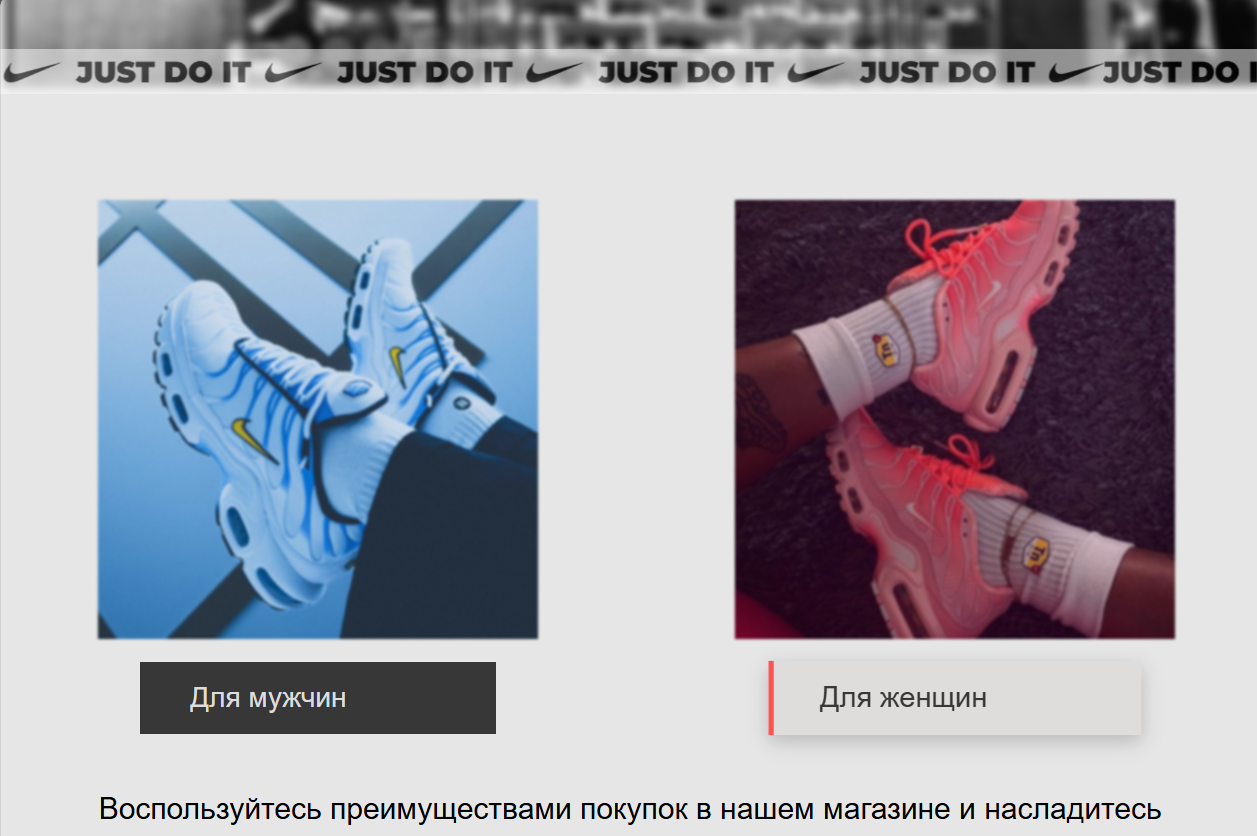 JUST DO IT JUST DO IT JUST DO IT JUST DO IT JUST DO
Для мужчин
Для женщин
Воспользуйтесь преимуществами покупок в нашем магазине и насладитесь